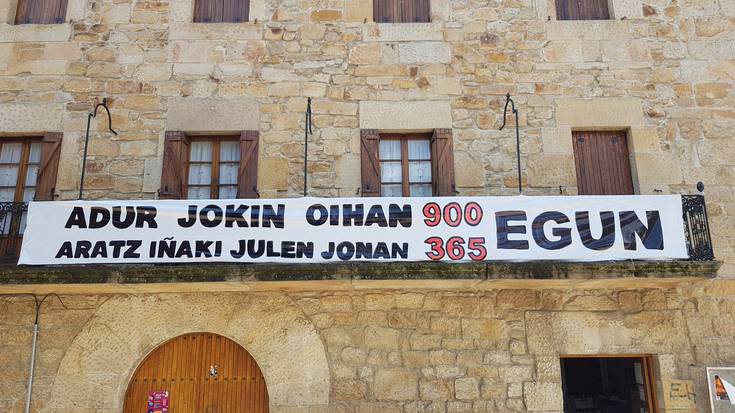 ADUR JOKIN OIHAN 900 EGUN
ARATZ IÑAKI JULEN JONAN 365